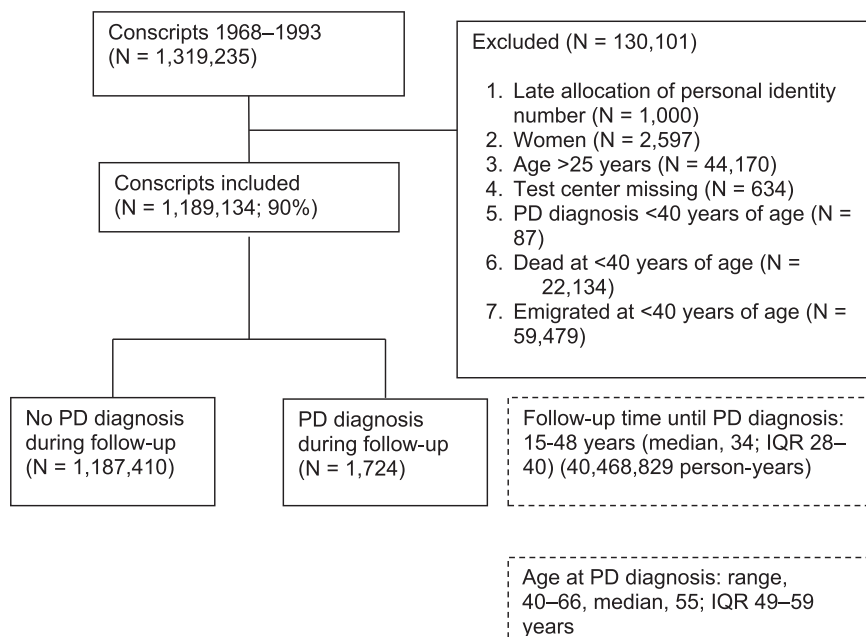 Conscripts 1968–1993
(N = 1,319,235)
Excluded (N = 130,101)
1. Late allocation of personal identity
number (N = 1,000)
2. Women (N = 2,597)
3. Age >25 years (N = 44,170)
4. Test center missing (N = 634)
5. PD diagnosis <40 years of age (N =
87)
6. Dead at <40 years of age (N =
22,134)
7. Emigrated at <40 years of age (N =
59,479)
Conscripts included
(N = 1,189,134; 90%)
No PD diagnosis
during follow-up
(N = 1,187,410)
PD diagnosis
during follow-up
(N = 1,724)
Follow-up time until PD diagnosis:
15-48 years (median, 34; IQR 28–
40) (40,468,829 person-years)
Age at PD diagnosis: range,
40–66, median, 55; IQR 49–59
years